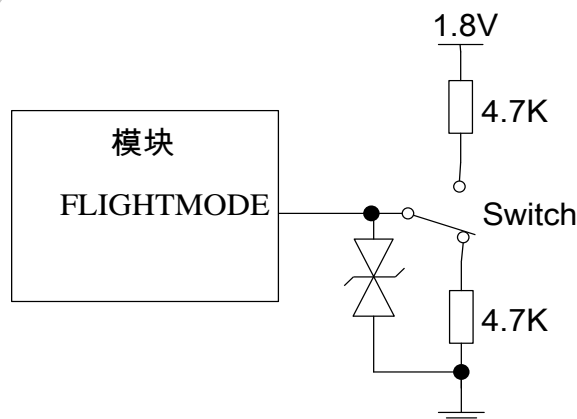 1.8V
4.7K
模块
FLIGHTMODE
Switch
4.7K